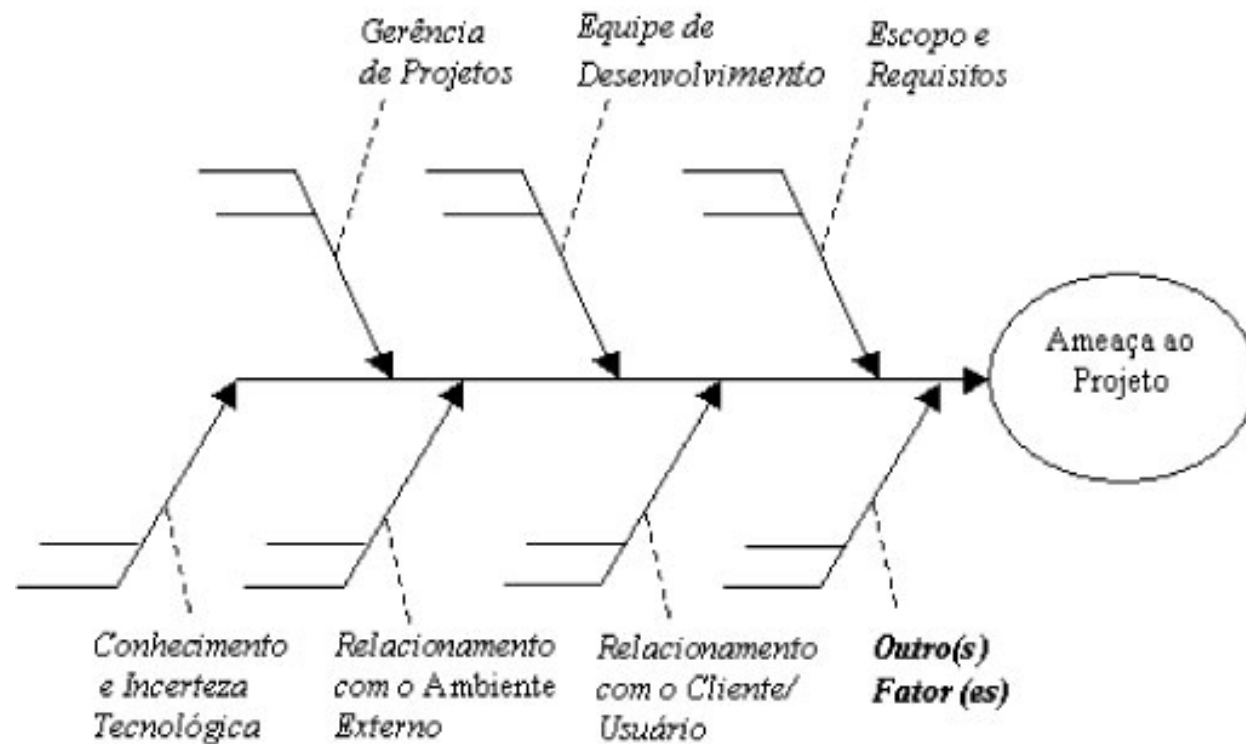 Gerência
de Projetos
Equipe de
Desenvolvimento
Escopo e
Requisitos
Ameaça ao
Projeto
Conhecimento
e Incerteza
Tecnológica
Relacionamento
com o Ambiente
Externo
Relacionamento
com o Cliente/
Usuário
Outro(s)
Fator (es)